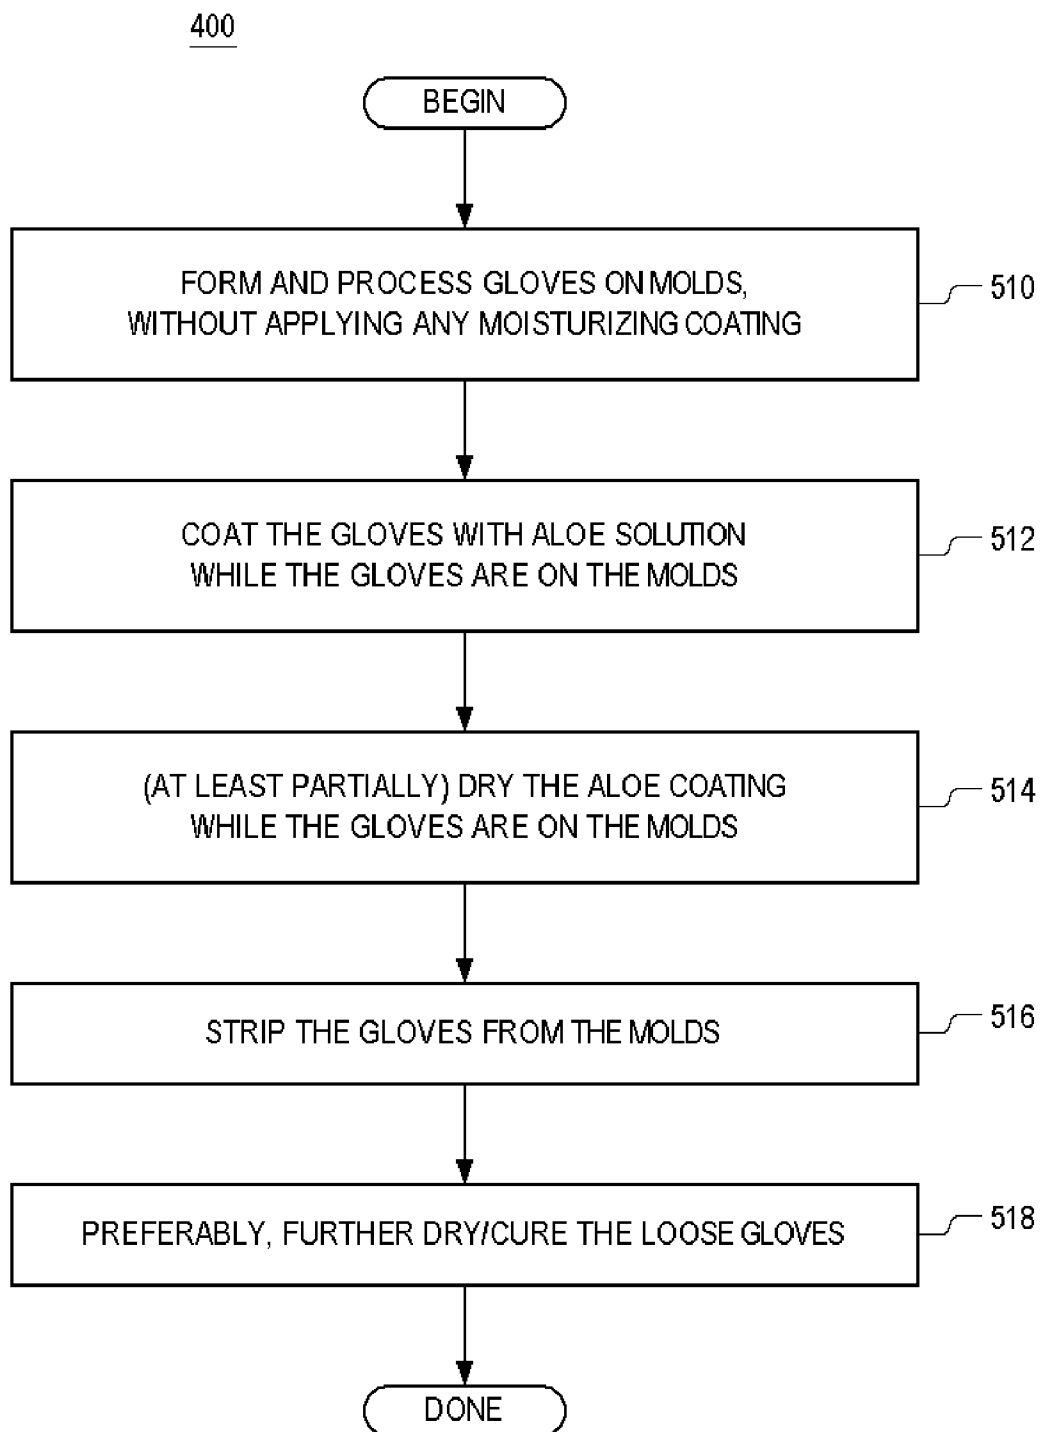 400
BEGIN
FORM AND PROCESS GLOVES ON MOLDS,
WITHOUT APPLYING ANY MOISTURIZING COATING
510
COAT THE GLOVES WITH ALOE SOLUTION
WHILE THE GLOVES ARE ON THE MOLDS
512
(AT LEAST PARTIALLY) DRY THE ALOE COATING
WHILE THE GLOVES ARE ON THE MOLDS
514
STRIP THE GLOVES FROM THE MOLDS
516
PREFERABLY, FURTHER DRY/CURE THE LOOSE GLOVES
518
DONE